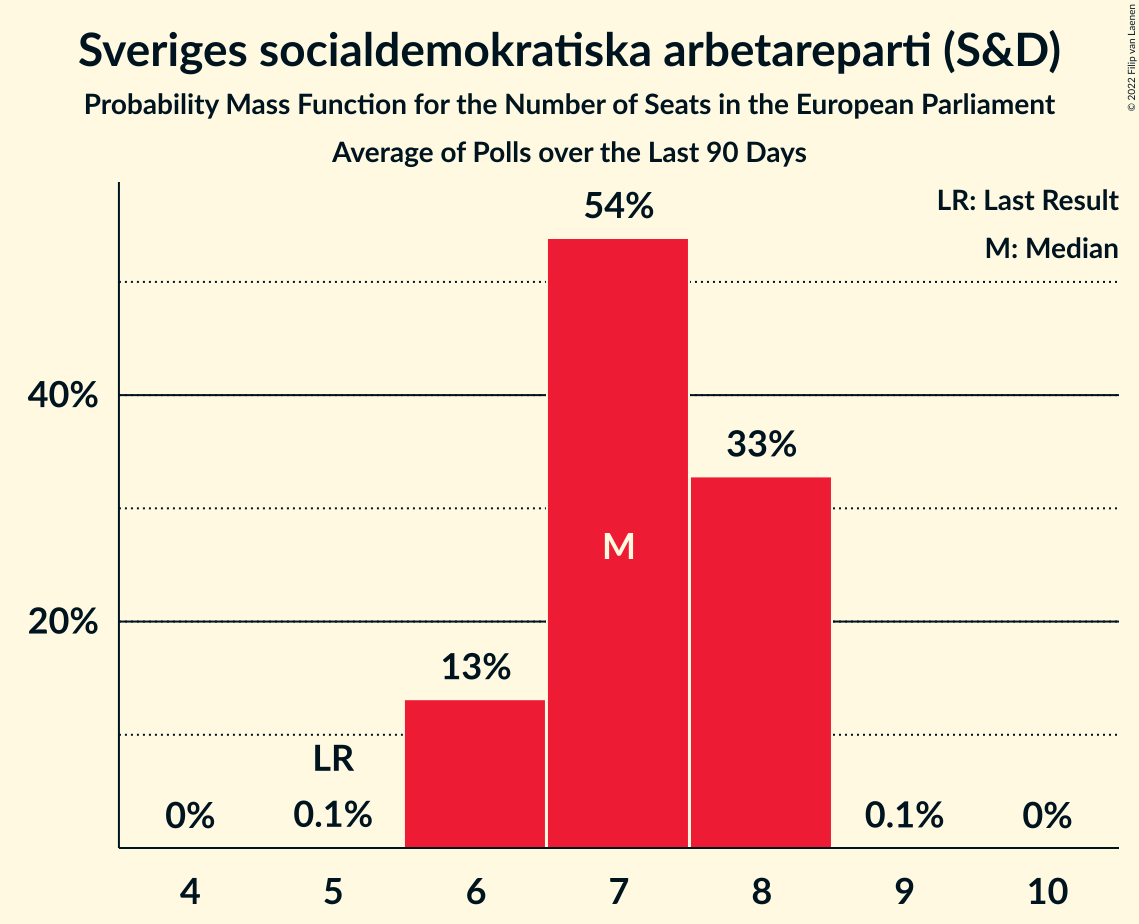 Sveriges socialdemokratiska arbetareparti (S&D)
Probability Mass Function for the Number of Seats in the European Parliament
Average of Polls over the Last 90 Days
© 2022 Filip van Laenen
LR: Last Result
M: Median
54%
40%
33%
M
20%
13%
LR
0%
0.1%
0.1%
0%
4
5
6
7
8
9
10